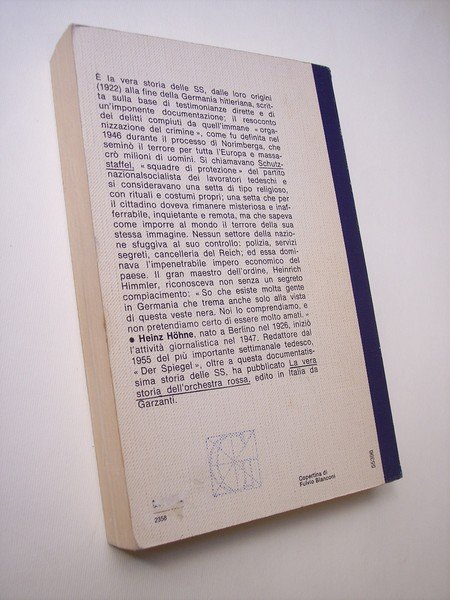 È la vera storia delle SS, dalle loro origini
(1922) alla fine della Germania hitleriana, scrit-
ta sulla base di testimonianze dirette e di
un'imponente documentazione; il resoconto
dei delitti compiuti da quell'immane « orga-
nizzazione del crimine », come fu definita nel
1946 durante il processo di Norimberga, che
seminò il terrore per tutta l'Europa e massa-
crò milioni di uomini. Si chiamavano Schutz-
staffel, « squadre di protezione » del partito
nazionalsocialista dei lavoratori tedeschi e
si consideravano una setta di tipo religioso,
con rituali e costumi propri; una setta che per
il cittadino doveva rimanere misteriosa e inaf-
ferrabile, inquietante e remota, ma che sapeva
come imporre al mondo il terrore della sua
stessa immagine. Nessun settore della nazio-
ne sfuggiva al suo controllo: polizia, servizi
segreti, cancelleria del Reich; ed essa domi-
nava l'impenetrabile impero economico del
paese. Il gran maestro dell'ordine, Heinrich
Himmler, riconosceva non senza un segreto
compiacimento: « So che esiste molta gente
in Germania che trema anche solo alla vista
di questa veste nera. Noi lo comprendiamo, e
non pretendiamo certo di essere molto amati. »
● Heinz Höhne, nato a Berlino nel 1926, iniziò
l'attività giornalistica nel 1947. Redattore dal
1955 del più importante settimanale tedesco,
« Der Spiegel », oltre a questa documentatis-
sima storia delle SS, ha pubblicato La vera
storia dell'orchestra rossa, edito in Italia da
Garzanti.
Copertina di
Fulvio Bianconi
2358